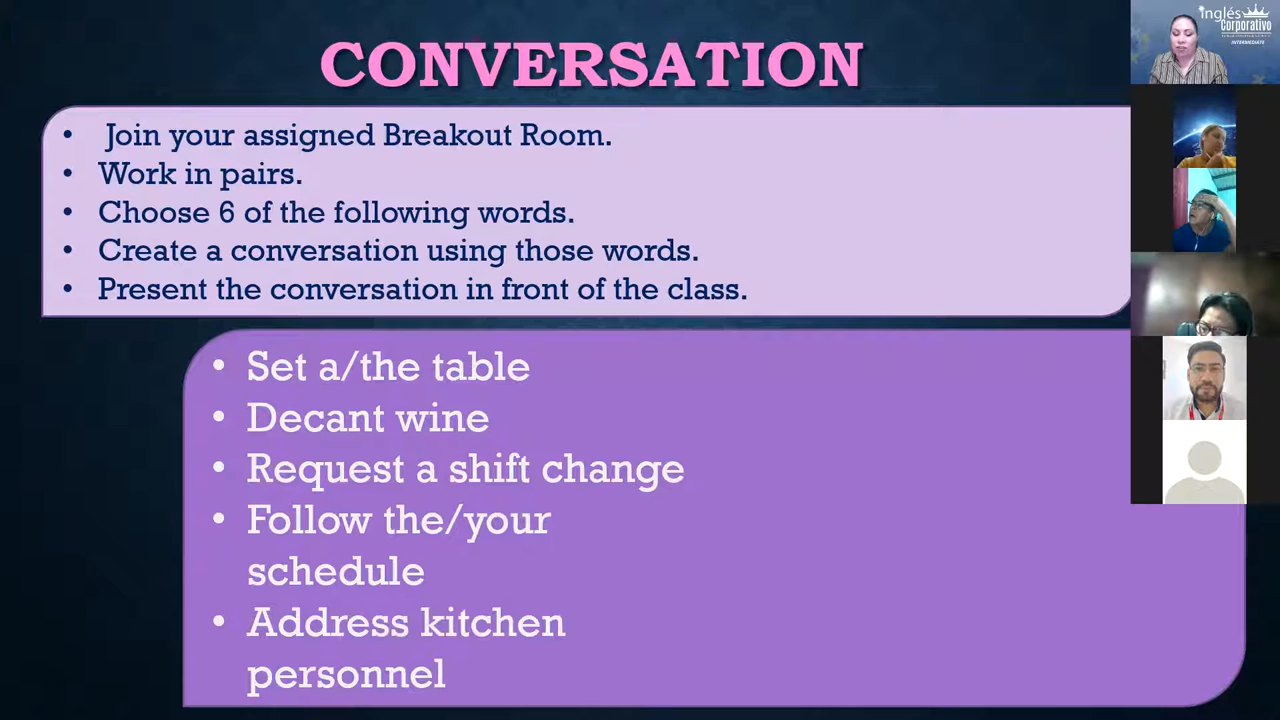 CONVERSATION
• Join your assigned Breakout Room.
• Work in pairs.
• Choose 6 of the following words.
• Create a conversation using those words.
• Present the conversation in front of the class.
• Set a/the table
• Decant wine
• Request a shift change
• Follow the/your
schedule
• Address kitchen
personnel
inglés
Corporativo
INTERMEDIATE